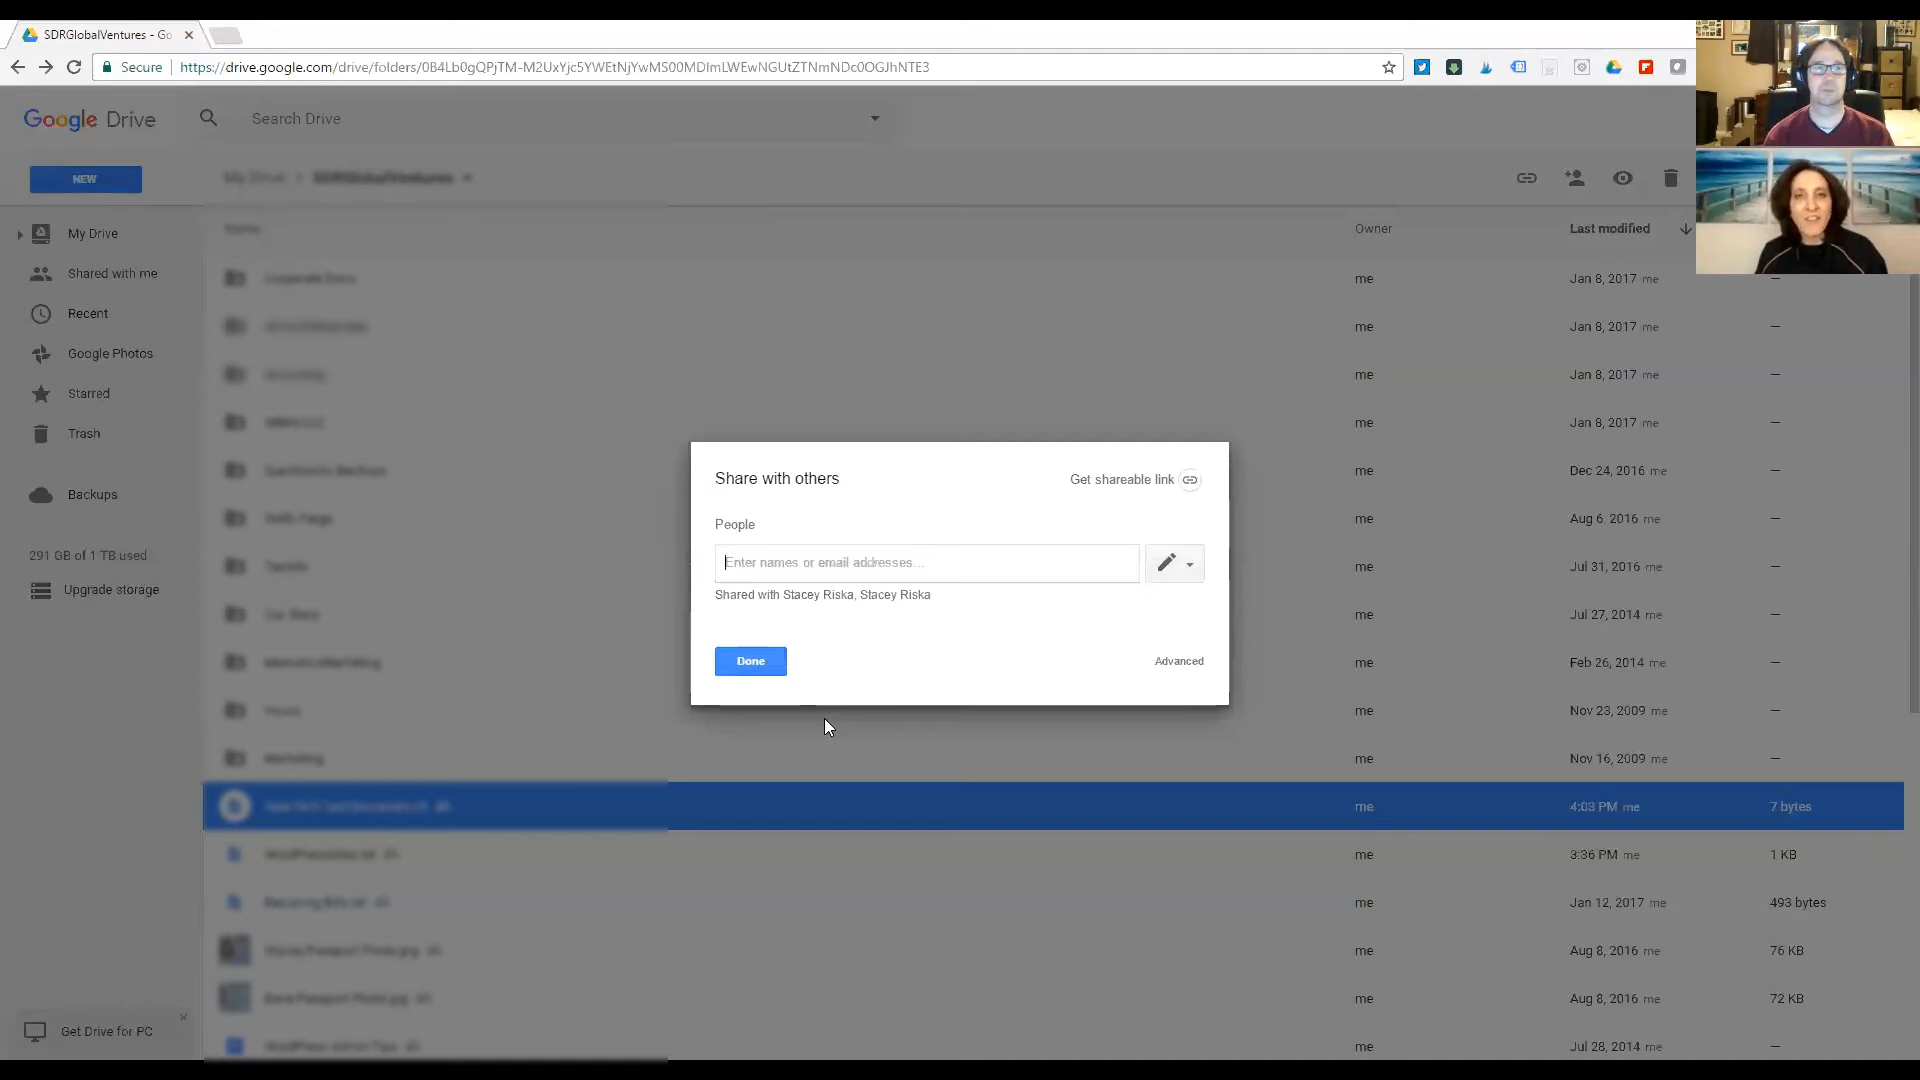 SDRGlobalVentures - Go
Secure
https://drive.google.com/drive/folders/0B4Lb0gQPjTM-M2UxYjc5YWEtNjYwMS00MDlmLWEwNGUtZTNmNDc0OGJhNTE3
Google Drive
Search Drive
NEW
My Drive > SDRGlobalVentures
Name
Owner
Last modified
My Drive
Shared with me
Recent
Google Photos
Starred
Trash
Backups
291 GB of 1 TB used
Upgrade storage
Get Drive for PC
me Jan 8, 2017 me —
me Jan 8, 2017 me —
me Jan 8, 2017 me —
me Jan 8, 2017 me —
me Dec 24, 2016 me —
me Aug 6, 2016 me —
me Jul 31, 2016 me —
me Jul 27, 2014 me —
me Feb 26, 2014 me —
me Nov 23, 2009 me —
Marketing me Nov 16, 2009 me —
me 4:03 PM me 7 bytes
me 3:36 PM me 1 KB
me Jan 12, 2017 me 493 bytes
me Aug 8, 2016 me 76 KB
me Aug 8, 2016 me 72 KB
me Jul 28, 2014 me —
Share with others
Get shareable link
People
Enter names or email addresses...
Shared with Stacey Riska, Stacey Riska
Done
Advanced